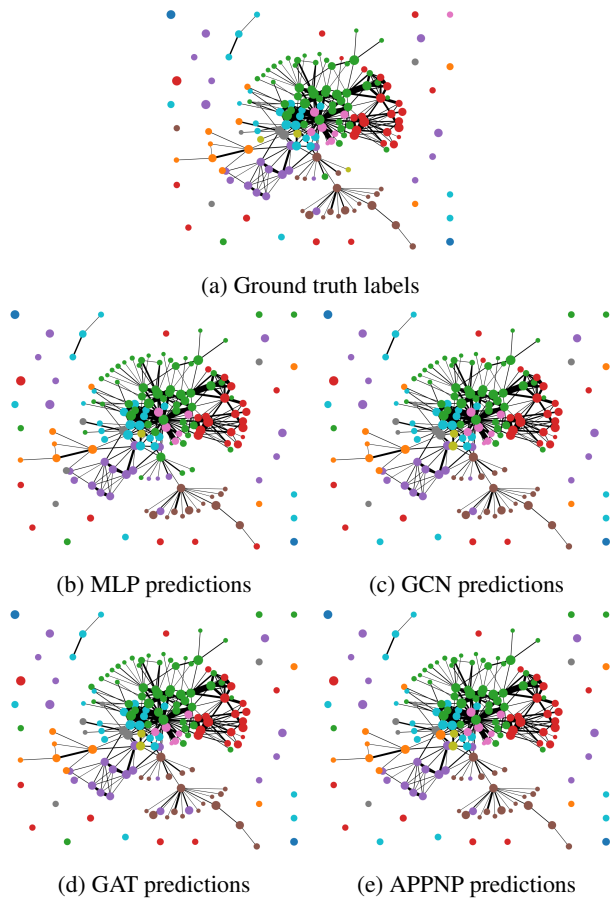 (a) Ground truth labels
(b) MLP predictions
(c) GCN predictions
(d) GAT predictions
(e) APPNP predictions